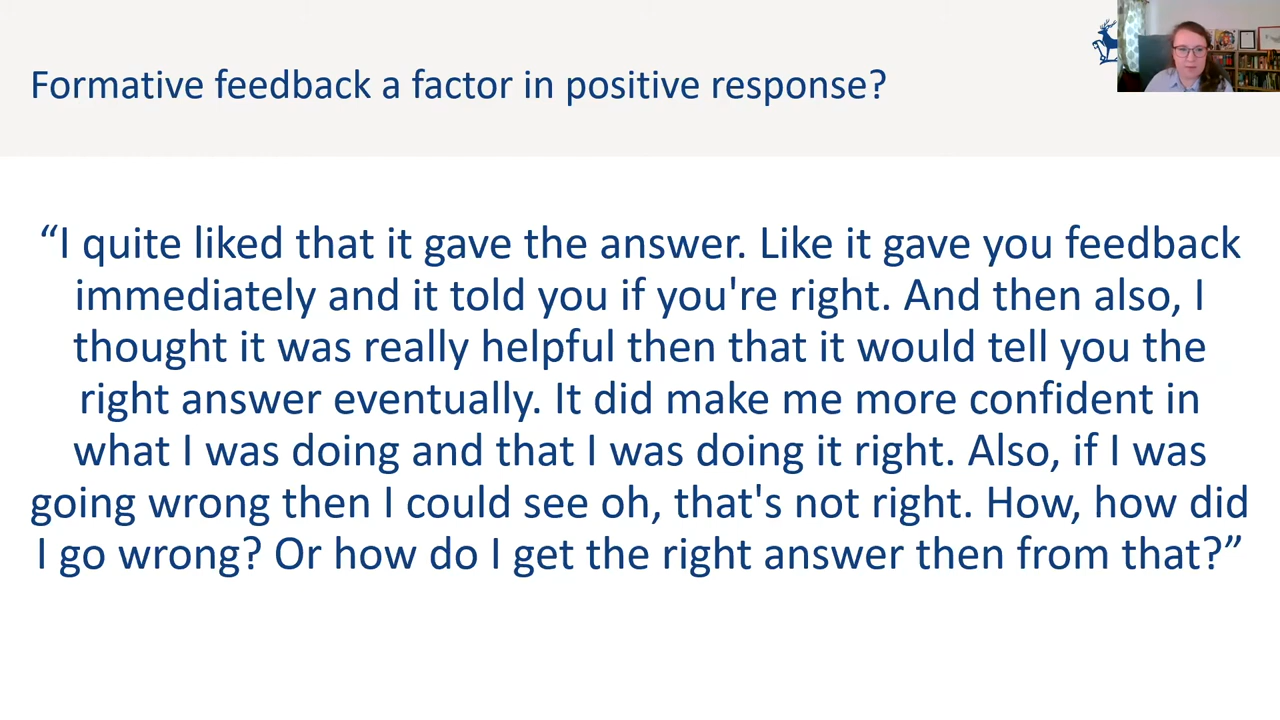 Formative feedback a factor in positive response?
“I quite liked that it gave the answer. Like it gave you feedback
immediately and it told you if you're right. And then also, I
thought it was really helpful then that it would tell you the
right answer eventually. It did make me more confident in
what I was doing and that I was doing it right. Also, if I was
going wrong then I could see oh, that's not right. How, how did
I go wrong? Or how do I get the right answer then from that?”